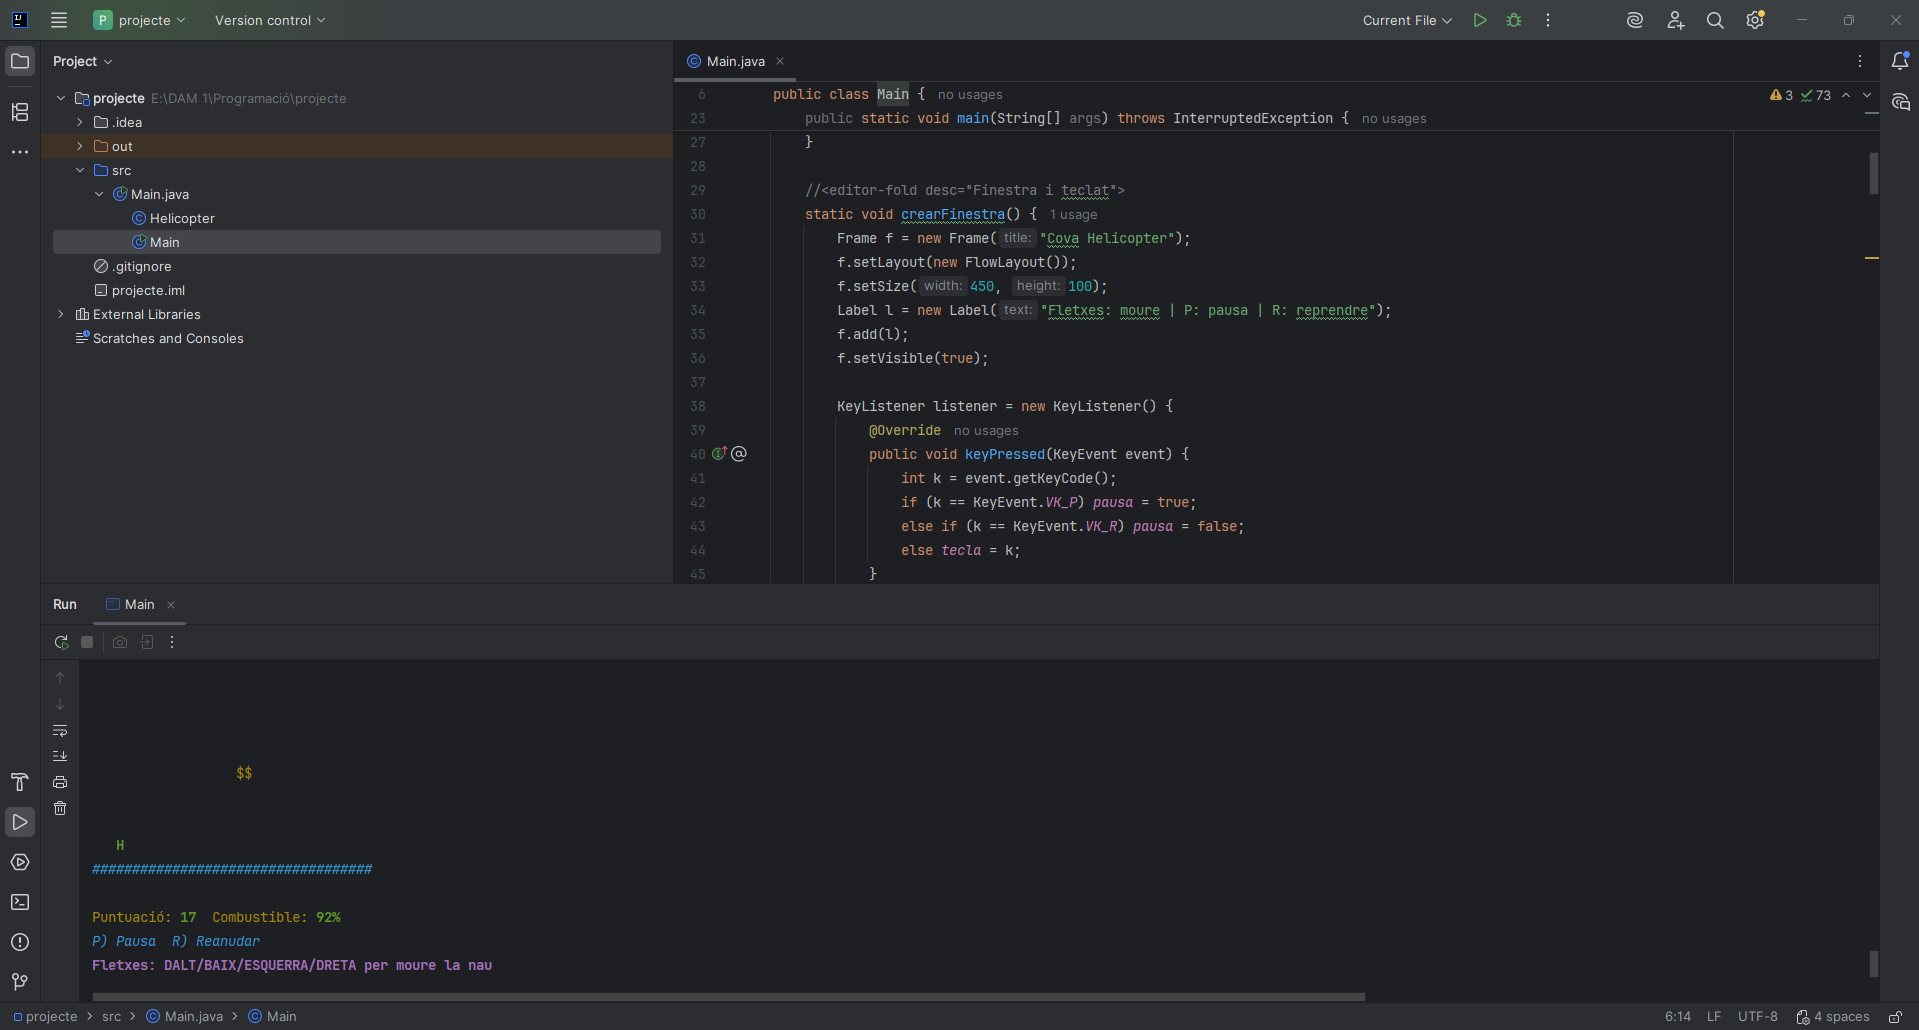 P projecte Version control Current File
Project
projecte E:\DAM 1\Programació\projecte
.idea
out
src
Main.java
Helicopter
Main
.gitignore
projecte.iml
External Libraries
Scratches and Consoles
Main.java
6 public class Main { no usages 3 73
23 public static void main(String[] args) throws InterruptedException { no usages
27 }
28
29 //<editor-fold desc="Finestra i teclat">
30 static void crearFinestra() { 1 usage
31 Frame f = new Frame( title: "Cova Helicopter");
32 f.setLayout(new FlowLayout());
33 f.setSize( width: 450, height: 100);
34 Label l = new Label( text: "Fletxes: moure | P: pausa | R: reprendre");
35 f.add(l);
36 f.setVisible(true);
37
38 KeyListener listener = new KeyListener() {
39 @Override no usages
40 public void keyPressed(KeyEvent event) {
41 int k = event.getKeyCode();
42 if (k == KeyEvent.VK_P) pausa = true;
43 else if (k == KeyEvent.VK_R) pausa = false;
44 else tecla = k;
45 }
Run Main
$$
H
###################################
Puntuació: 17 Combustible: 92%
P) Pausa R) Reanudar
Fletxes: DALT/BAIX/ESQUERRA/DRETA per moure la nau
projecte > src > Main.java > Main 6:14 LF UTF-8 4 spaces